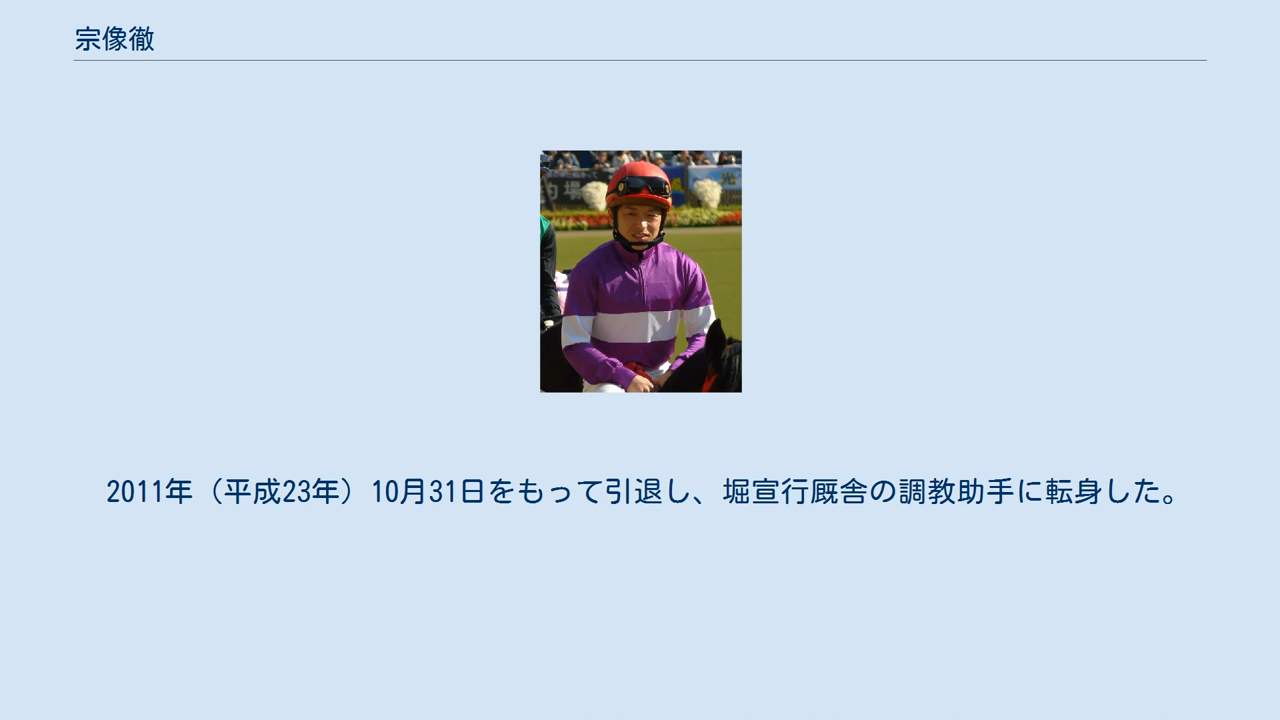 宗像徹
2011年（平成23年）10月31日をもって引退し、堀宣行厩舎の調教助手に転身した。